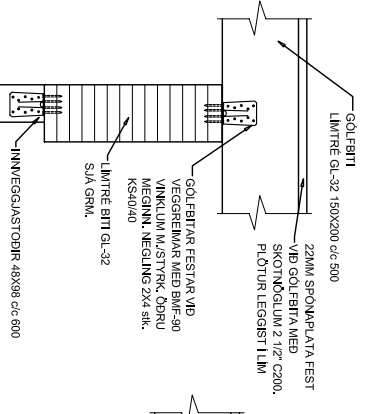 GÓLFBITI
LÍMTRÉ GL-32 150X200 c/c 500
22MM SPÓNAPLATA FEST
VIÐ GÓLFBITA MEÐ
SKOTNÖGLUM 2 1/2" C200.
PLÖTUR LEGGIST Í LÍM
GÓLFBITAR FESTAR VIÐ
VEGGREIMAR MEÐ BMF-90
VINKLUM M./STYRK. ÖÐRU
MEGINN. NEGLING 2X4 stk.
KS40/40
LÍMTRÉ BITI GL-32
SJÁ GRM.
INNVEGGJASTOÐIR 48X98 c/c 600